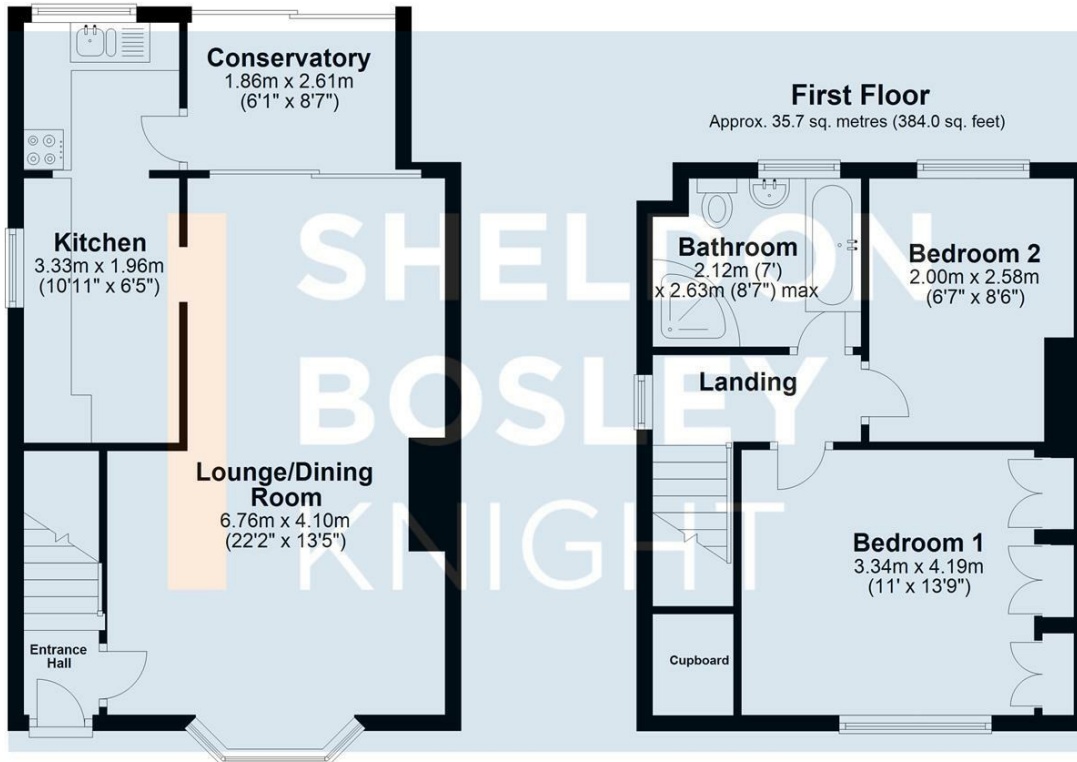 Conservatory
1.86m x 2.61m
(6'1" x 8'7")
Kitchen
3.33m x 1.96m
(10'11" x 6'5")
Lounge/Dining
Room
6.76m x 4.10m
(22'2" x 13'5")
Entrance
Hall
First Floor
Approx. 35.7 sq. metres (384.0 sq. feet)
Bathroom
2.12m (7')
x 2.63m (8'7") max
Bedroom 2
2.00m x 2.58m
(6'7" x 8'6")
Landing
Bedroom 1
3.34m x 4.19m
(11' x 13'9")
Cupboard
SHELDON
BOSLEY
KNIGHT